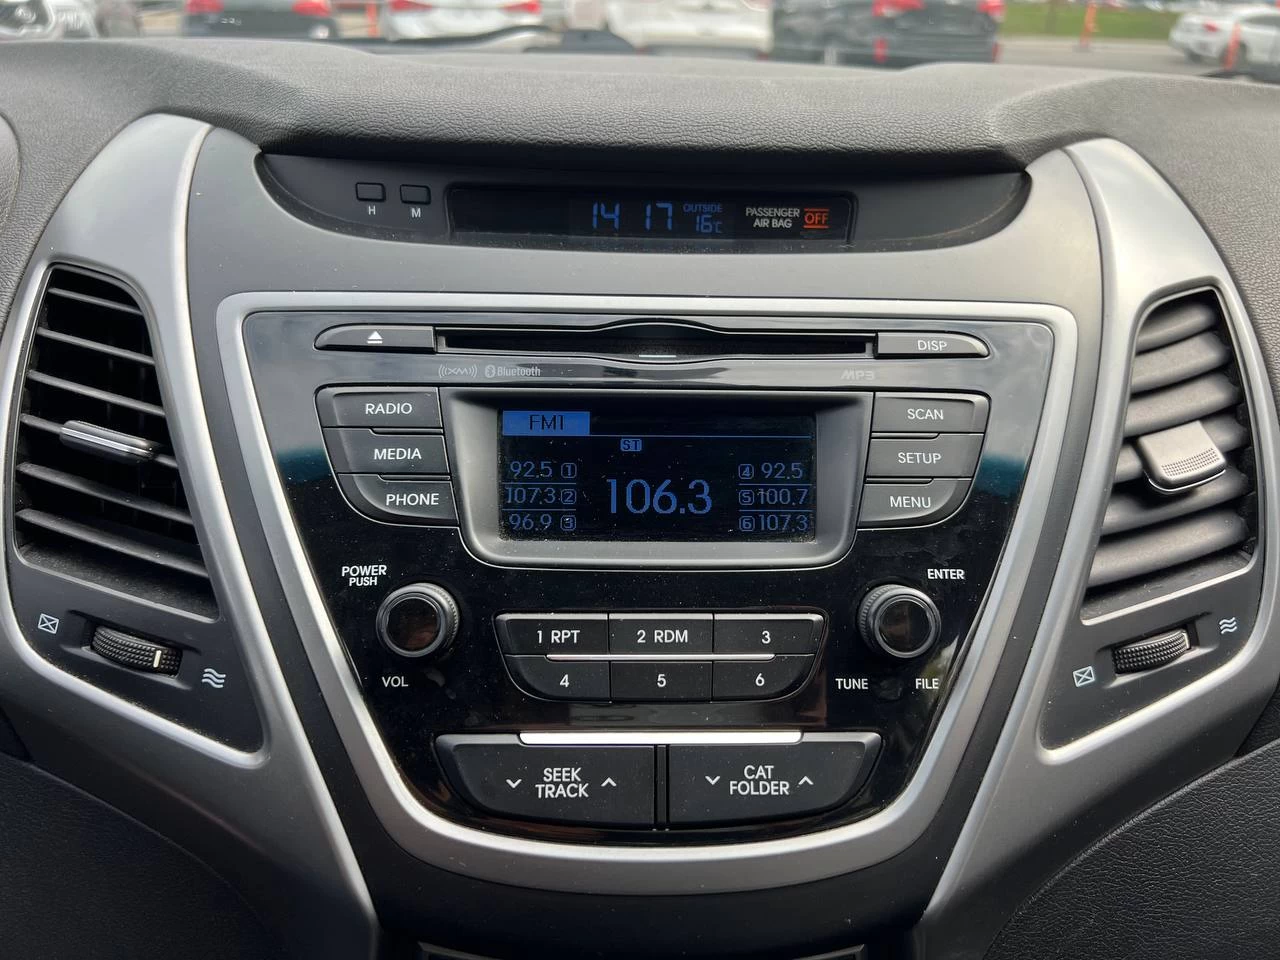 H
M
14 17
OUTSIDE
16°C
PASSENGER
AIR BAG
OFF
DISP
((XM))
Bluetooth
MP3
RADIO
MEDIA
PHONE
FM1
ST
92.5 1
107.3 2
96.9 3
106.3
4 92.5
5 100.7
6 107.3
SCAN
SETUP
MENU
POWER
PUSH
VOL
ENTER
TUNE
FILE
1 RPT
2 RDM
3
4
5
6
SEEK
TRACK
CAT
FOLDER